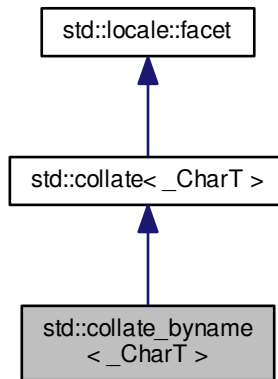 std::locale::facet
std::collate< _CharT >
std::collate_byname
< _CharT >